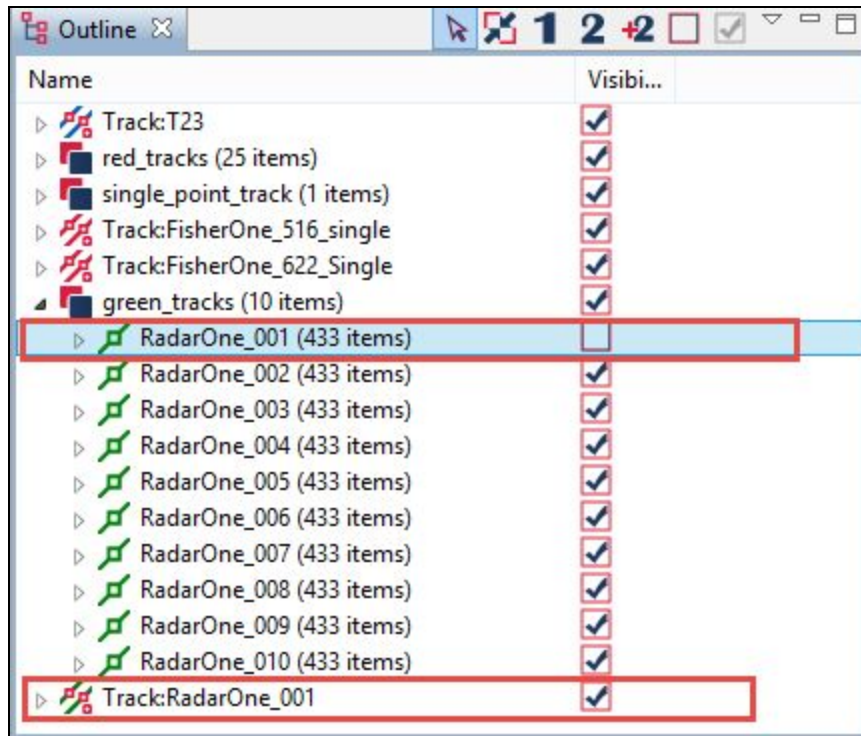 Outline 1 2 +2
Name Visibi...
Track:T23
red_tracks (25 items)
single_point_track (1 items)
Track:FisherOne_516_single
Track:FisherOne_622_Single
green_tracks (10 items)
RadarOne_001 (433 items)
RadarOne_002 (433 items)
RadarOne_003 (433 items)
RadarOne_004 (433 items)
RadarOne_005 (433 items)
RadarOne_006 (433 items)
RadarOne_007 (433 items)
RadarOne_008 (433 items)
RadarOne_009 (433 items)
RadarOne_010 (433 items)
Track:RadarOne_001